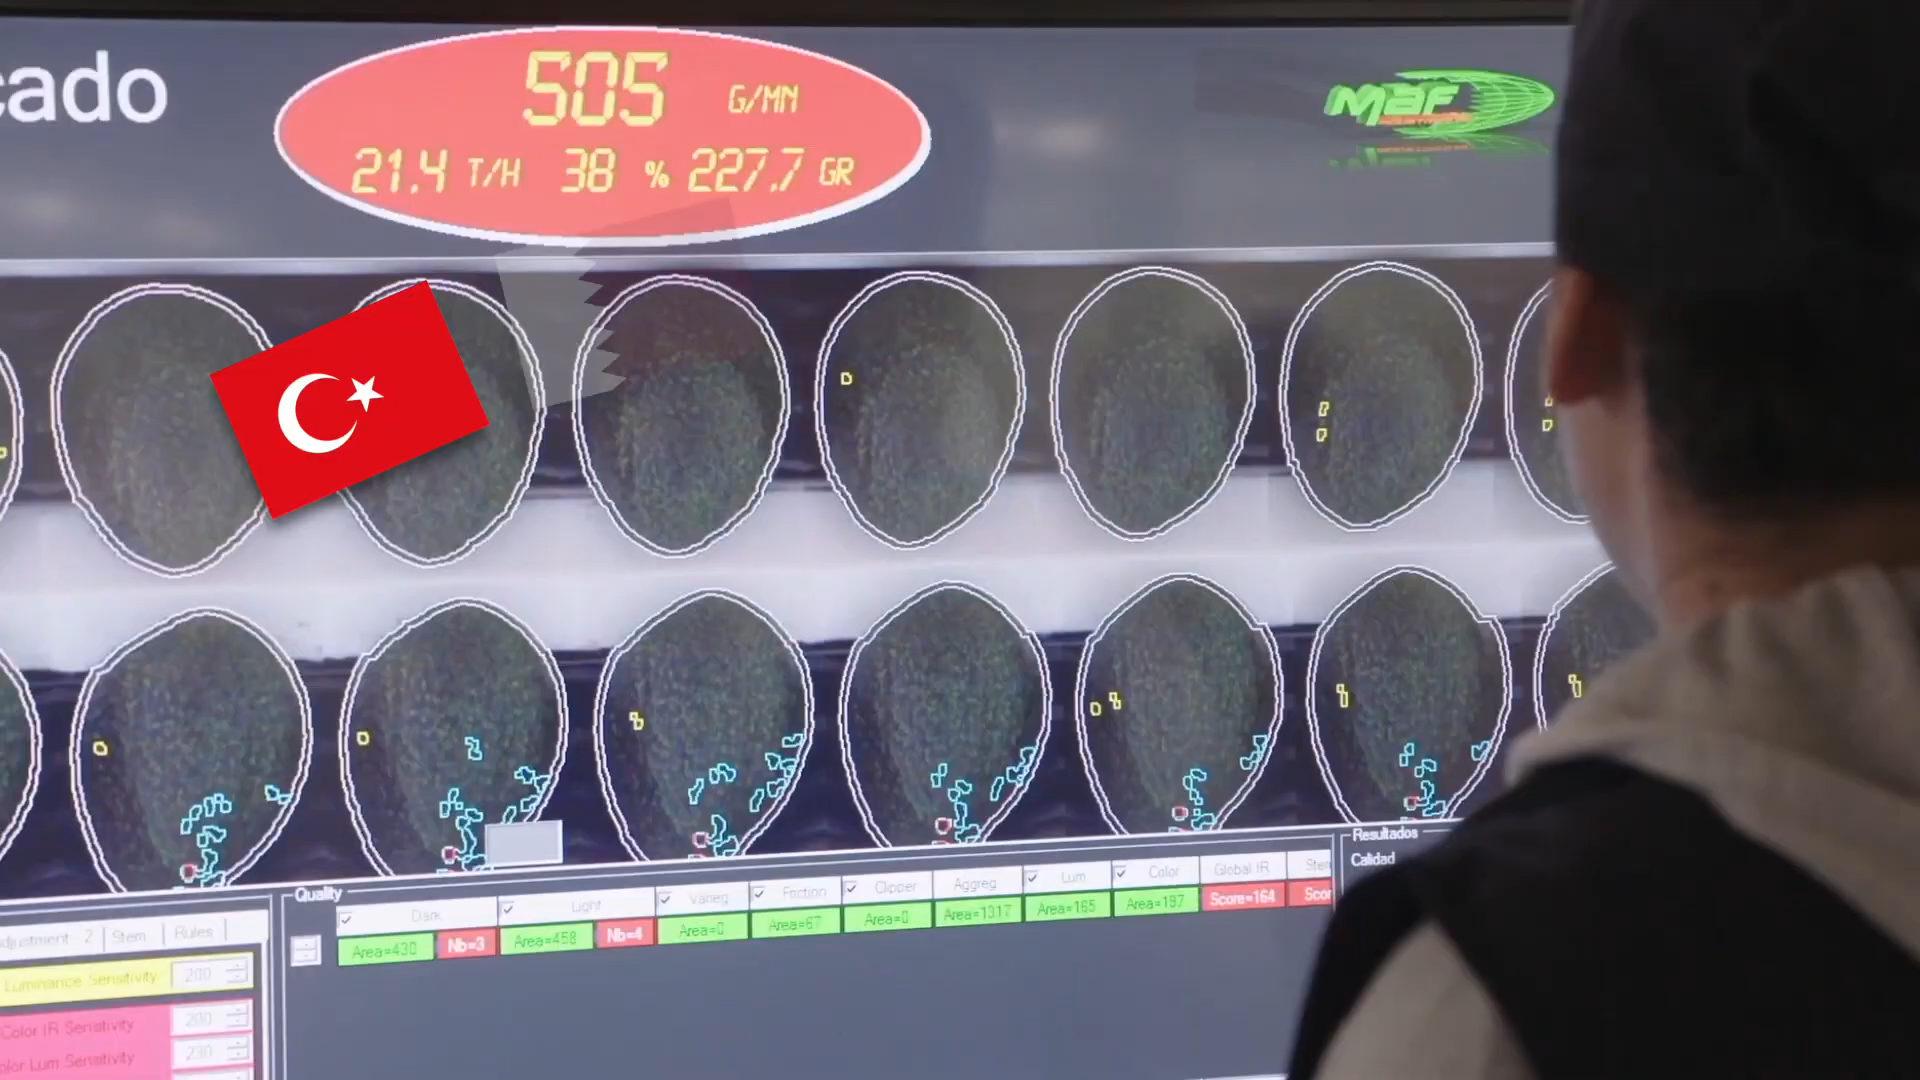 cado
505 G/MN
21.4 T/H 38 % 227.7 GR
maf
Quality
Dark
Light
Varieg
Friction
Clipper
Aggreg
Lum
Color
Global IR
Area=430
Nb=3
Area=458
Nb=4
Area=0
Area=67
Area=0
Area=1317
Area=165
Area=197
Score=164
Resultados
Calidad
djustment - 2
Stem
Rules
Luminance Sensitivity
200
Color IR Sensitivity
200
olor Lum Sensitivity
230